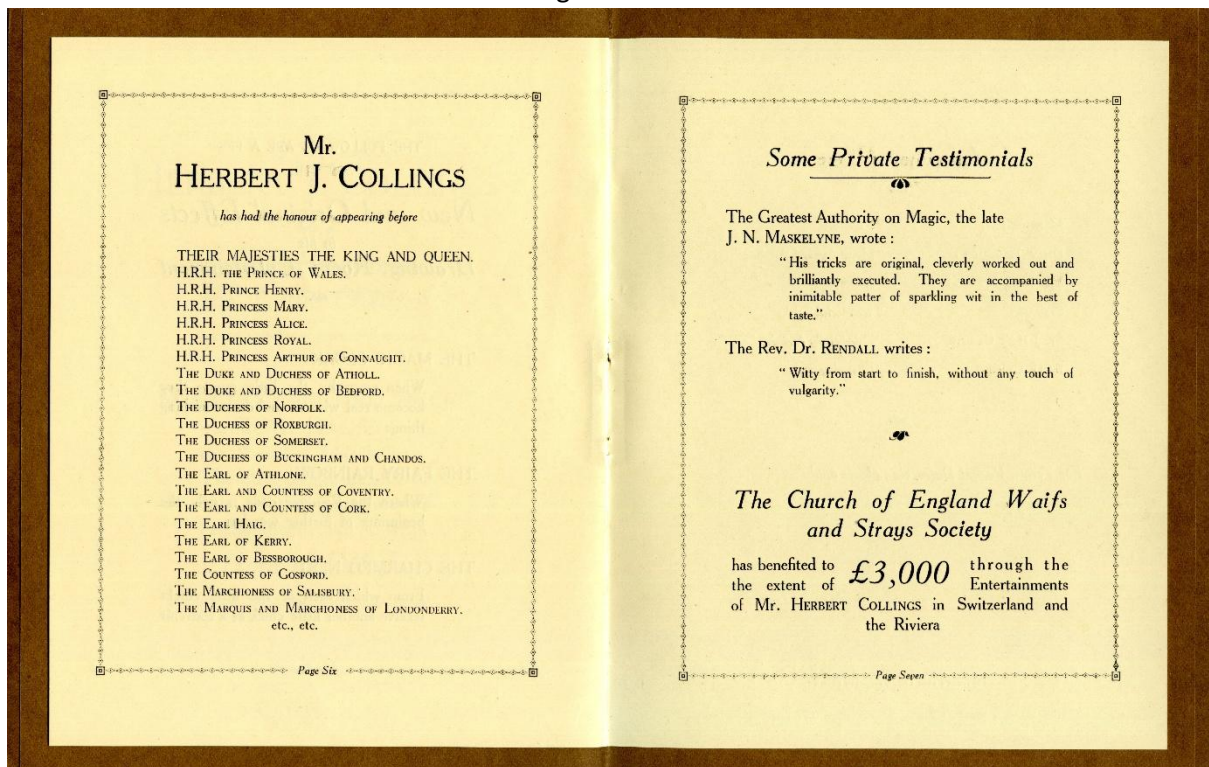 Mr.
HERBERT J. COLLINGS
has had the honour of appearing before
THEIR MAJESTIES THE KING AND QUEEN.
H.R.H. THE PRINCE OF WALES.
H.R.H. PRINCE HENRY.
H.R.H. PRINCESS MARY.
H.R.H. PRINCESS ALICE.
H.R.H. PRINCESS ROYAL.
H.R.H. PRINCESS ARTHUR OF CONNAUGHT.
THE DUKE AND DUCHESS OF ATHOLL.
THE DUKE AND DUCHESS OF BEDFORD.
THE DUCHESS OF NORFOLK.
THE DUCHESS OF ROXBURGH.
THE DUCHESS OF SOMERSET.
THE DUCHESS OF BUCKINGHAM AND CHANDOS.
THE EARL OF ATHLONE.
THE EARL AND COUNTESS OF COVENTRY.
THE EARL AND COUNTESS OF CORK.
THE EARL HAIG.
THE EARL OF KERRY.
THE EARL OF BESSBOROUGH.
THE COUNTESS OF GOSFORD.
THE MARCHIONESS OF SALISBURY.
THE MARQUIS AND MARCHIONESS OF LONDONDERRY.
etc., etc.
Page Six
Some Private Testimonials
The Greatest Authority on Magic, the late
J. N. MASKELYNE, wrote :
" His tricks are original, cleverly worked out and
brilliantly executed. They are accompanied by
inimitable patter of sparkling wit in the best of
taste."
The Rev. Dr. RENDALL writes :
" Witty from start to finish, without any touch of
vulgarity."
The Church of England Waifs
and Strays Society
has benefited to £3,000 through the
the extent of Entertainments
of Mr. HERBERT COLLINGS in Switzerland and
the Riviera
Page Seven